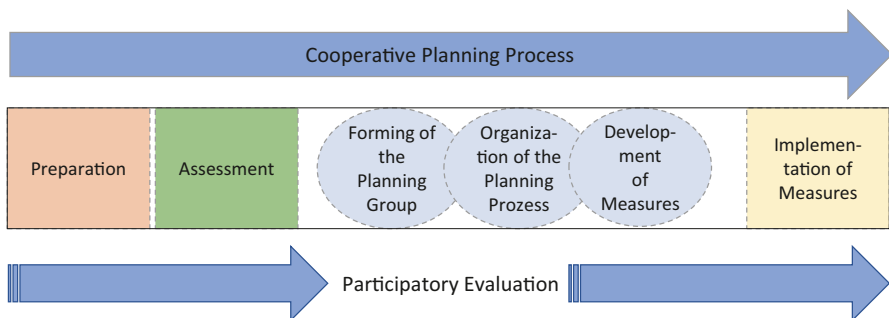 Cooperative Planning Process
Preparation
Assessment
Forming of
the
Planning
Group
Organiza-
tion of the
Planning
Prozess
Develop-
ment
of
Measures
Implemen-
tation of
Measures
Participatory Evaluation